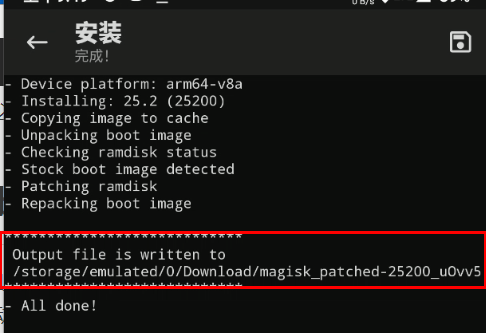 安装
完成!
- Device platform: arm64-v8a
- Installing: 25.2 (25200)
- Copying image to cache
- Unpacking boot image
- Checking ramdisk status
- Stock boot image detected
- Patching ramdisk
- Repacking boot image
****************************
Output file is written to
/storage/emulated/0/Download/magisk_patched-25200_uOvv5
****************************
- All done!